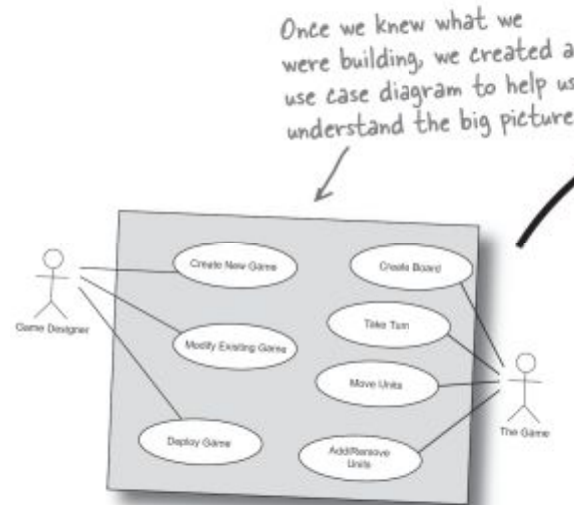 Once we knew what we
were building, we created a
use case diagram to help us
understand the big picture
Create New Game
Create Board
Game Designer
Take Turn
Modify Existing Game
Move Units
The Game
Deploy Game
Add/Remove
Units